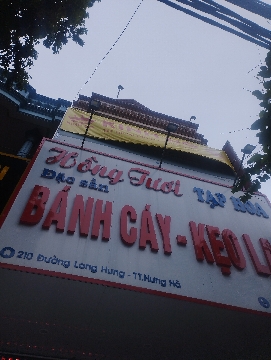 Hồng Tươi
Đặc sản TẠP HÓA
BÁNH CÁY - KẸO L
210 Đường Long Hưng - TT.Hưng Hà